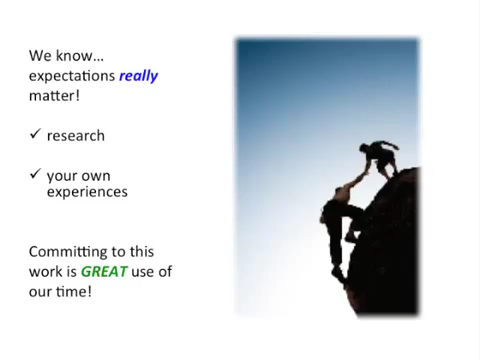 We know…
expectations really
matter!
✓ research
✓ your own
experiences
Committing to this
work is GREAT use of
our time!